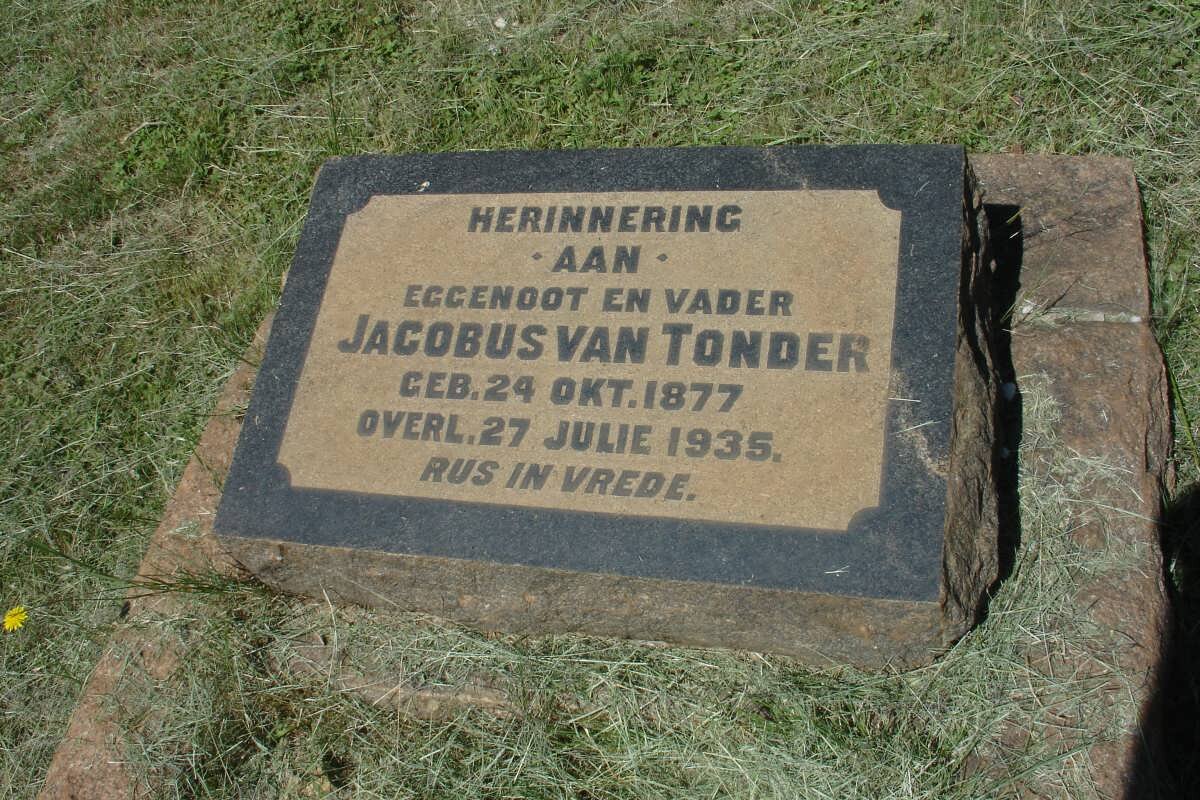 HERINNERING
· AAN ·
EGGENOOT EN VADER
JACOBUS VAN TONDER
GEB. 24 OKT. 1877
OVERL. 27 JULIE 1935.
RUS IN VREDE.